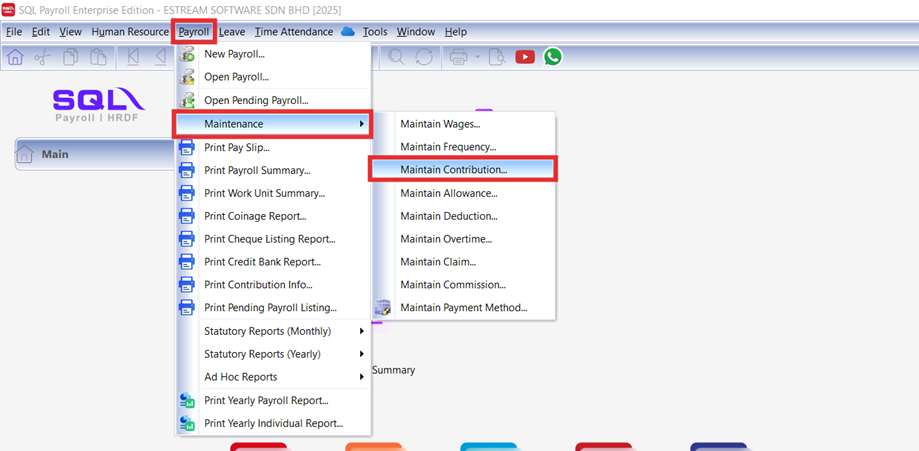 SQL Payroll Enterprise Edition - ESTREAM SOFTWARE SDN BHD [2025]
File Edit View Human Resource Payroll Leave Time Attendance Tools Window Help
New Payroll...
Open Payroll...
Open Pending Payroll...
Maintenance
Print Pay Slip...
Print Payroll Summary...
Print Work Unit Summary...
Print Coinage Report...
Print Cheque Listing Report...
Print Credit Bank Report...
Print Contribution Info...
Print Pending Payroll Listing...
Statutory Reports (Monthly)
Statutory Reports (Yearly)
Ad Hoc Reports
Print Yearly Payroll Report...
Print Yearly Individual Report...
Maintain Wages...
Maintain Frequency...
Maintain Contribution...
Maintain Allowance...
Maintain Deduction...
Maintain Overtime...
Maintain Claim...
Maintain Commission...
Maintain Payment Method...
SQL
Payroll | HRDF
Main
Summary